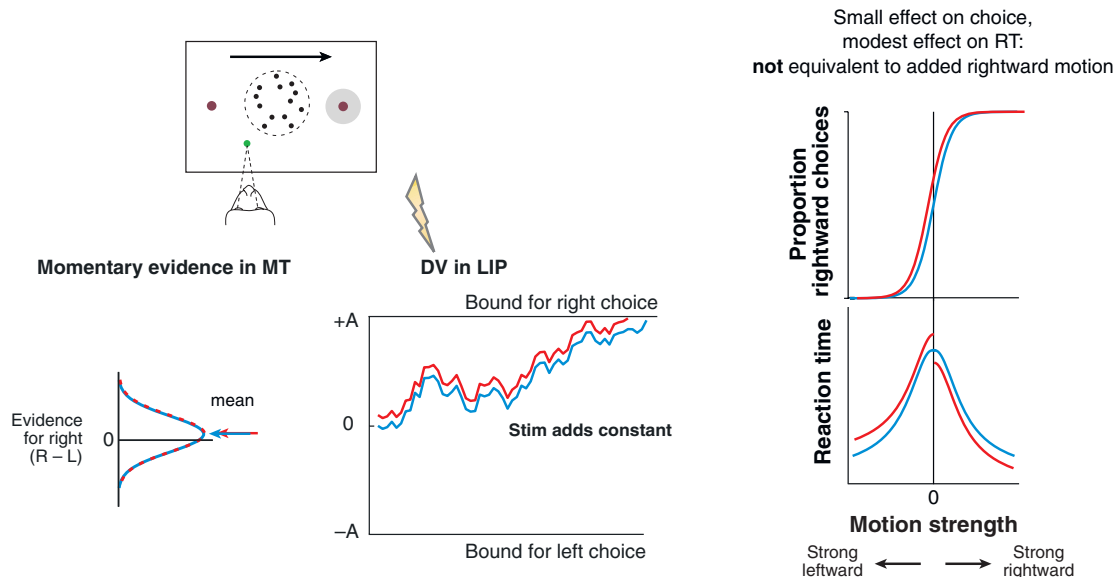 Small effect on choice,
modest effect on RT:
not equivalent to added rightward motion
Momentary evidence in MT
DV in LIP
Evidence
for right
(R – L)
0
mean
Bound for right choice
+A
0
Stim adds constant
–A
Bound for left choice
Proportion
rightward choices
Reaction time
0
Motion strength
Strong
leftward
Strong
rightward